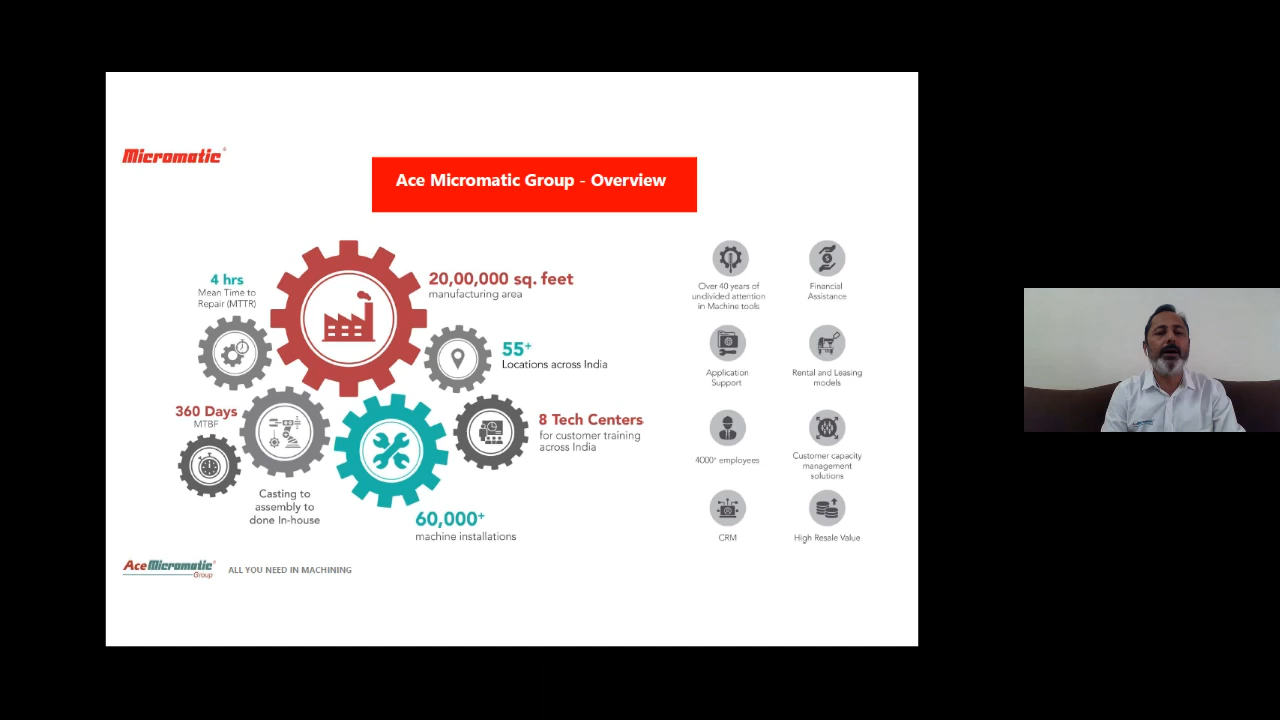 Micromatic®
Ace Micromatic Group - Overview
4 hrs
Mean Time to
Repair (MTTR)
20,00,000 sq. feet
manufacturing area
55+
Locations across India
360 Days
MTBF
8 Tech Centers
for customer training
across India
Casting to
assembly to
done In-house
60,000+
machine installations
Over 40 years of
undivided attention
in Machine tools
Financial
Assistance
Application
Support
Rental and Leasing
models
4000+ employees
Customer capacity
management
solutions
CRM
High Resale Value
AceMicromatic®
Group
ALL YOU NEED IN MACHINING